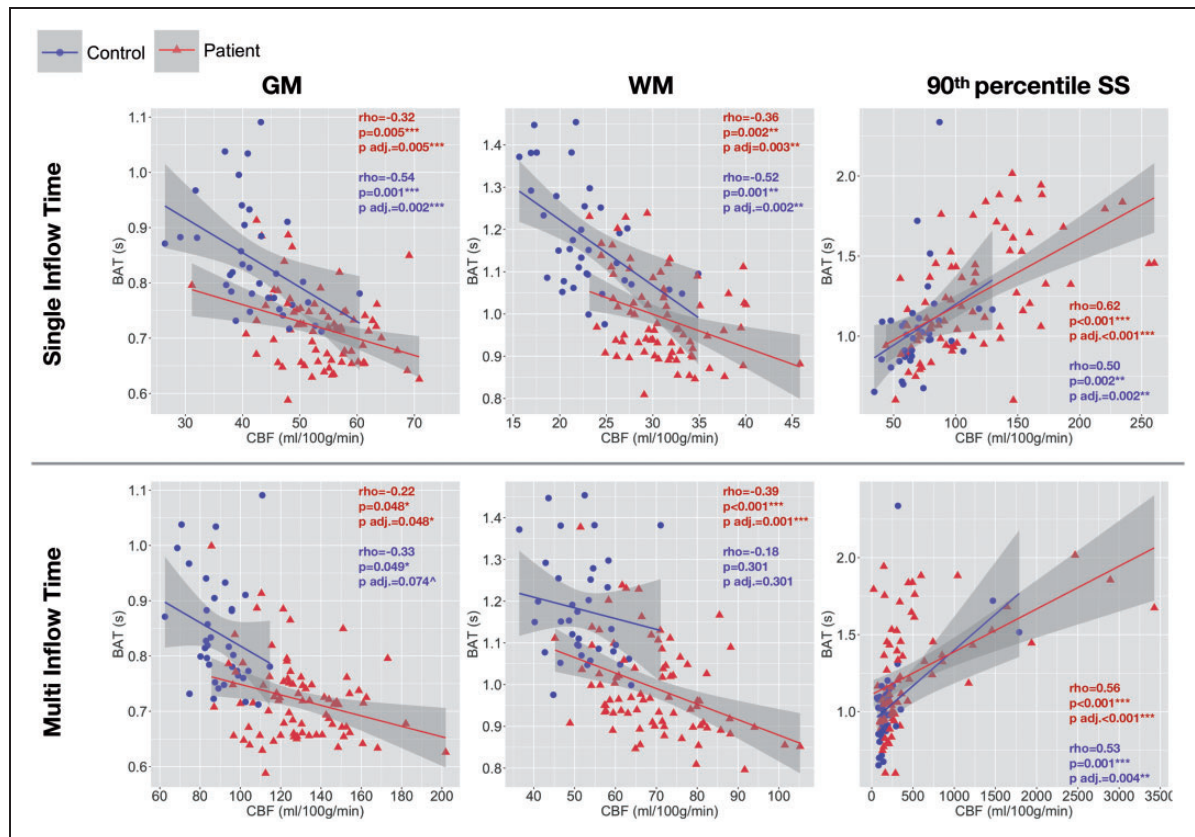 Control Patient
GM WM 90th percentile SS
Single Inflow Time
BAT (s)
1.1
1.0
0.9
0.8
0.7
0.6
rho=-0.32
p=0.005***
p adj.=0.005***
rho=-0.54
p=0.001***
p adj.=0.002***
30 40 50 60 70
CBF (ml/100g/min)
BAT (s)
1.4
1.3
1.2
1.1
1.0
0.9
0.8
rho=-0.36
p=0.002**
p adj.=0.003**
rho=-0.52
p=0.001**
p adj.=0.002**
15 20 25 30 35 40 45
CBF (ml/100g/min)
BAT (s)
2.0
1.5
1.0
rho=0.62
p<0.001***
p adj.<0.001***
rho=0.50
p=0.002**
p adj.=0.002**
50 100 150 200 250
CBF (ml/100g/min)
Multi Inflow Time
BAT (s)
1.1
1.0
0.9
0.8
0.7
0.6
rho=-0.22
p=0.048*
p adj.=0.048*
rho=-0.33
p=0.049*
p adj.=0.074^
60 80 100 120 140 160 180 200
CBF (ml/100g/min)
BAT (s)
1.4
1.3
1.2
1.1
1.0
0.9
0.8
rho=-0.39
p<0.001***
p adj.=0.001***
rho=-0.18
p=0.301
p adj.=0.301
40 50 60 70 80 90 100
CBF (ml/100g/min)
BAT (s)
2.0
1.5
1.0
rho=0.56
p<0.001***
p adj.<0.001***
rho=0.53
p=0.001***
p adj.=0.004**
0 500 1000 1500 2000 2500 3000 3500
CBF (ml/100g/min)